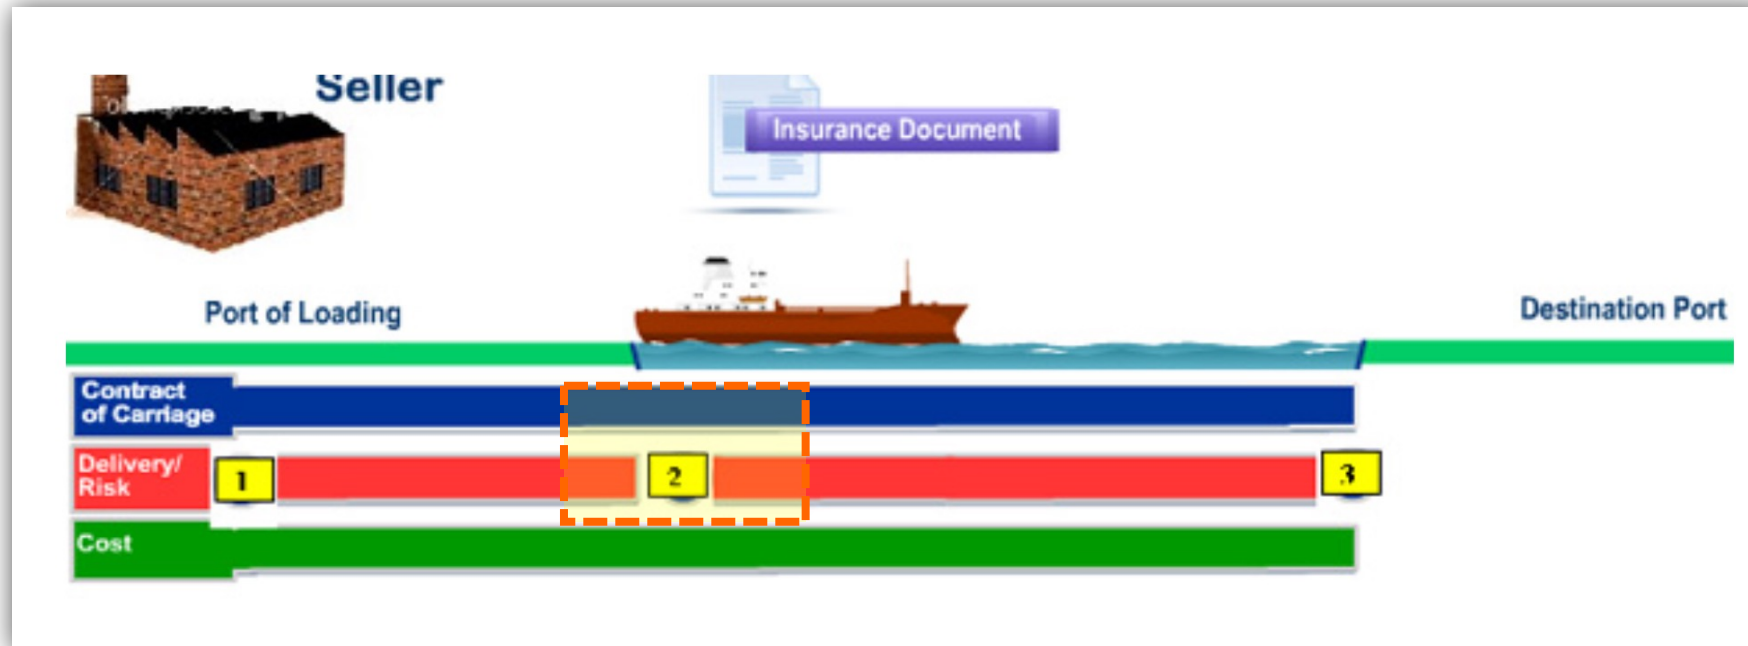 Seller
Insurance Document
Port of Loading
Destination Port
Contract
of Carriage
Delivery/
Risk
1
2
3
Cost